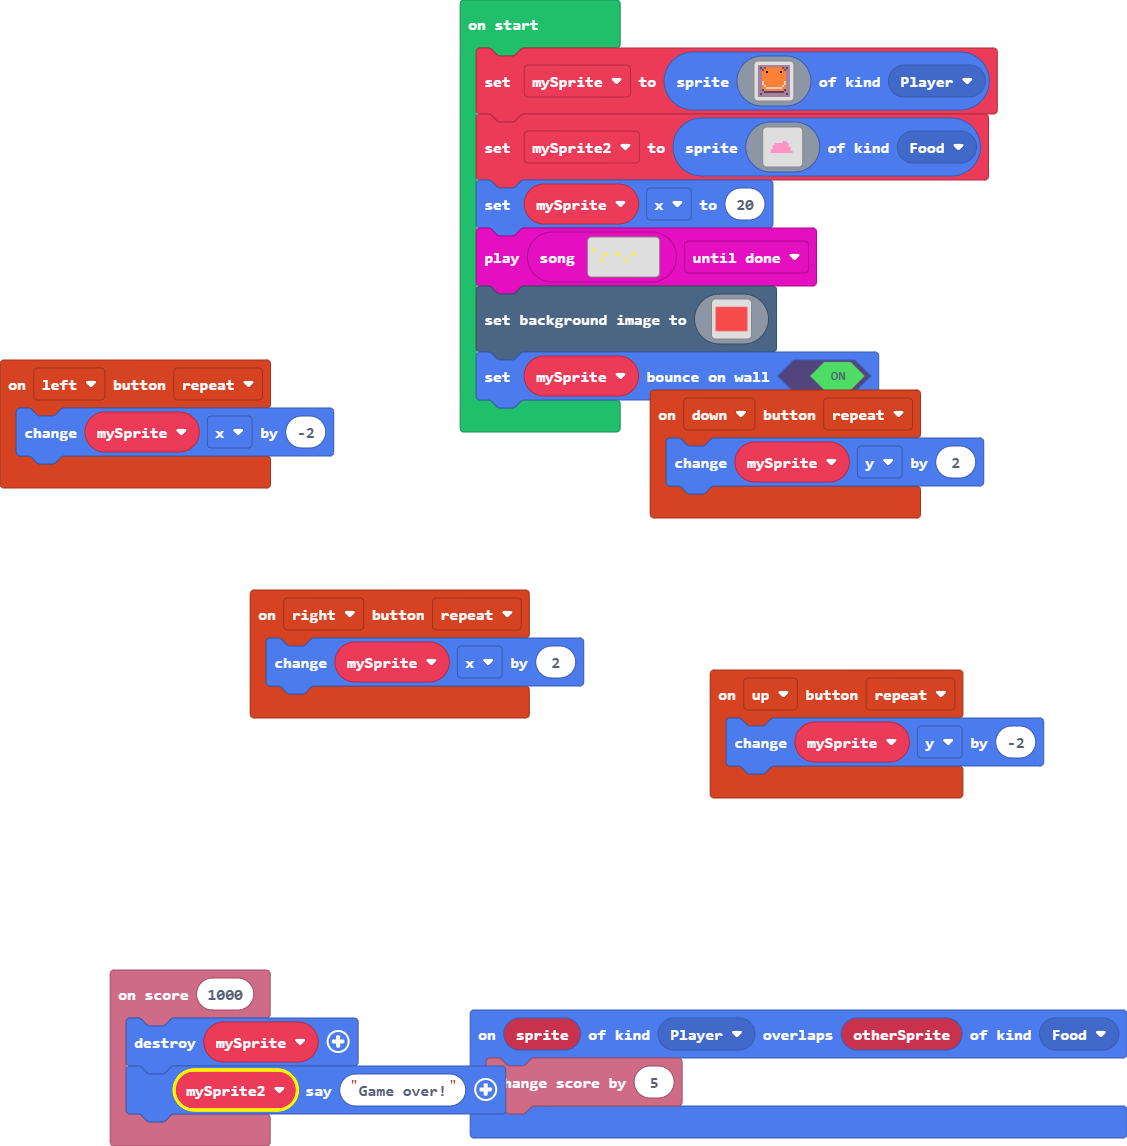 on start
set mySprite to sprite of kind Player
set mySprite2 to sprite of kind Food
set mySprite x to 20
play song until done
set background image to
set mySprite bounce on wall ON
on left button repeat
change mySprite x by -2
on down button repeat
change mySprite y by 2
on right button repeat
change mySprite x by 2
on up button repeat
change mySprite y by -2
on score 1000
destroy mySprite
mySprite2 say "Game over!"
on sprite of kind Player overlaps otherSprite of kind Food
hange score by 5